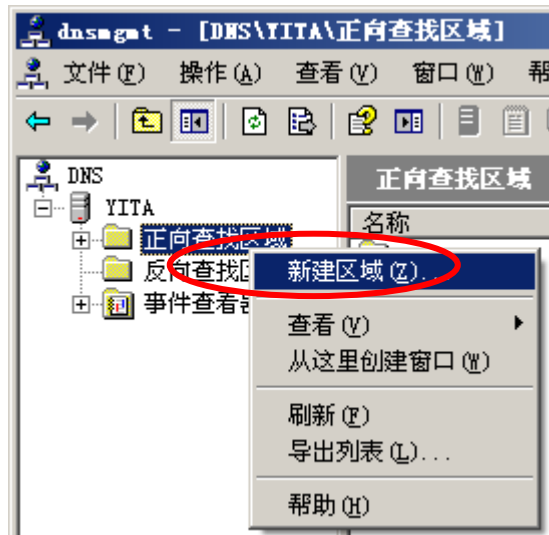 dnsmgmt - [DNS\YITA\正向查找区域]
文件(F) 操作(A) 查看(V) 窗口(W) 帮
DNS
正向查找区域
YITA
名称
正向查找区域
反向查找区
新建区域(Z)...
事件查看器
查看(V)
从这里创建窗口(W)
刷新(F)
导出列表(L)...
帮助(H)